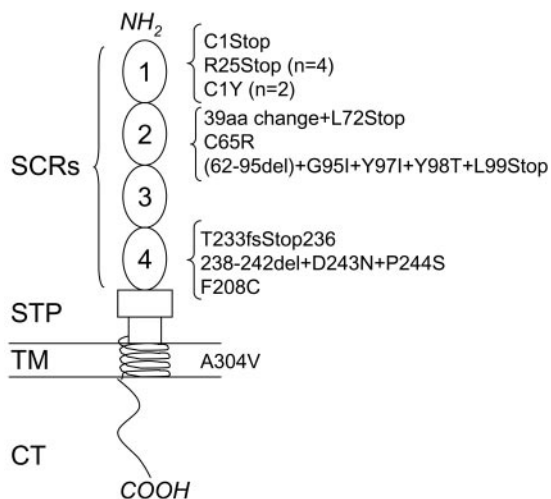 NH2
1
C1Stop
R25Stop (n=4)
C1Y (n=2)
2
39aa change+L72Stop
C65R
(62-95del)+G95I+Y97I+Y98T+L99Stop
SCRs
3
4
T233fsStop236
238-242del+D243N+P244S
F208C
STP
TM
A304V
CT
COOH